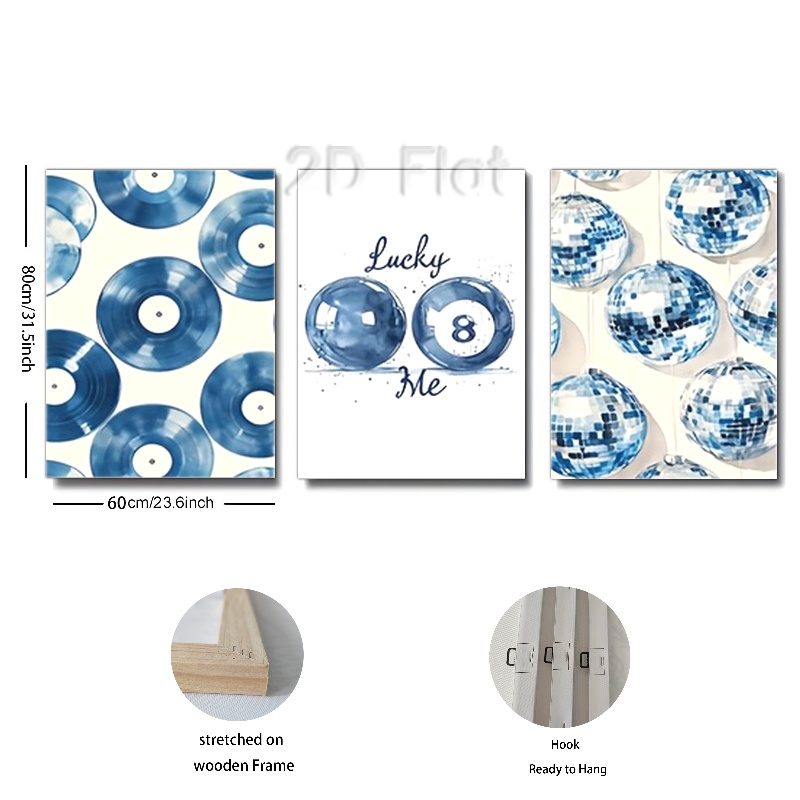 2D Flat
80cm/31.5inch
Lucky
8
Me
60cm/23.6inch
stretched on
wooden Frame
Hook
Ready to Hang